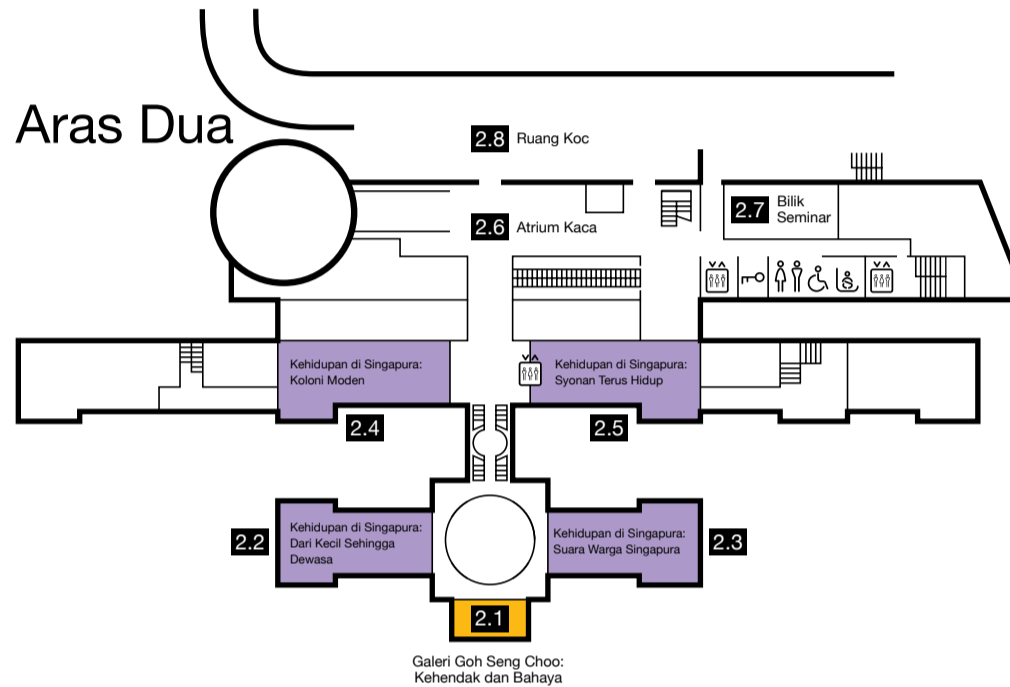 Aras Dua
2.8 Ruang Koc
2.7 Bilik
Seminar
2.6 Atrium Kaca
Kehidupan di Singapura:
Koloni Moden
Kehidupan di Singapura:
Syonan Terus Hidup
2.4
2.5
2.2
Kehidupan di Singapura:
Dari Kecil Sehingga
Dewasa
Kehidupan di Singapura:
Suara Warga Singapura
2.3
2.1
Galeri Goh Seng Choo:
Kehendak dan Bahaya